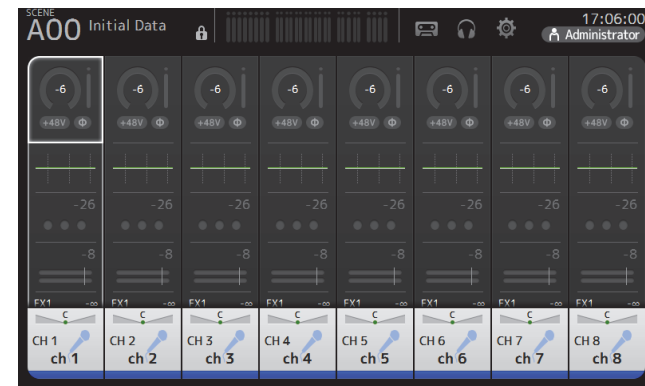 SCENE
A00 Initial Data
17:06:00
Administrator
-6 -6 -6 -6 -6 -6 -6 -6
+48V Φ +48V Φ +48V Φ +48V Φ +48V Φ +48V Φ +48V Φ +48V Φ
-26 -26 -26 -26 -26 -26 -26 -26
-8 -8 -8 -8 -8 -8 -8 -8
FX1 -∞ FX1 -∞ FX1 -∞ FX1 -∞ FX1 -∞ FX1 -∞ FX1 -∞ FX1 -∞
C C C C C C C C
CH 1 CH 2 CH 3 CH 4 CH 5 CH 6 CH 7 CH 8
ch 1 ch 2 ch 3 ch 4 ch 5 ch 6 ch 7 ch 8